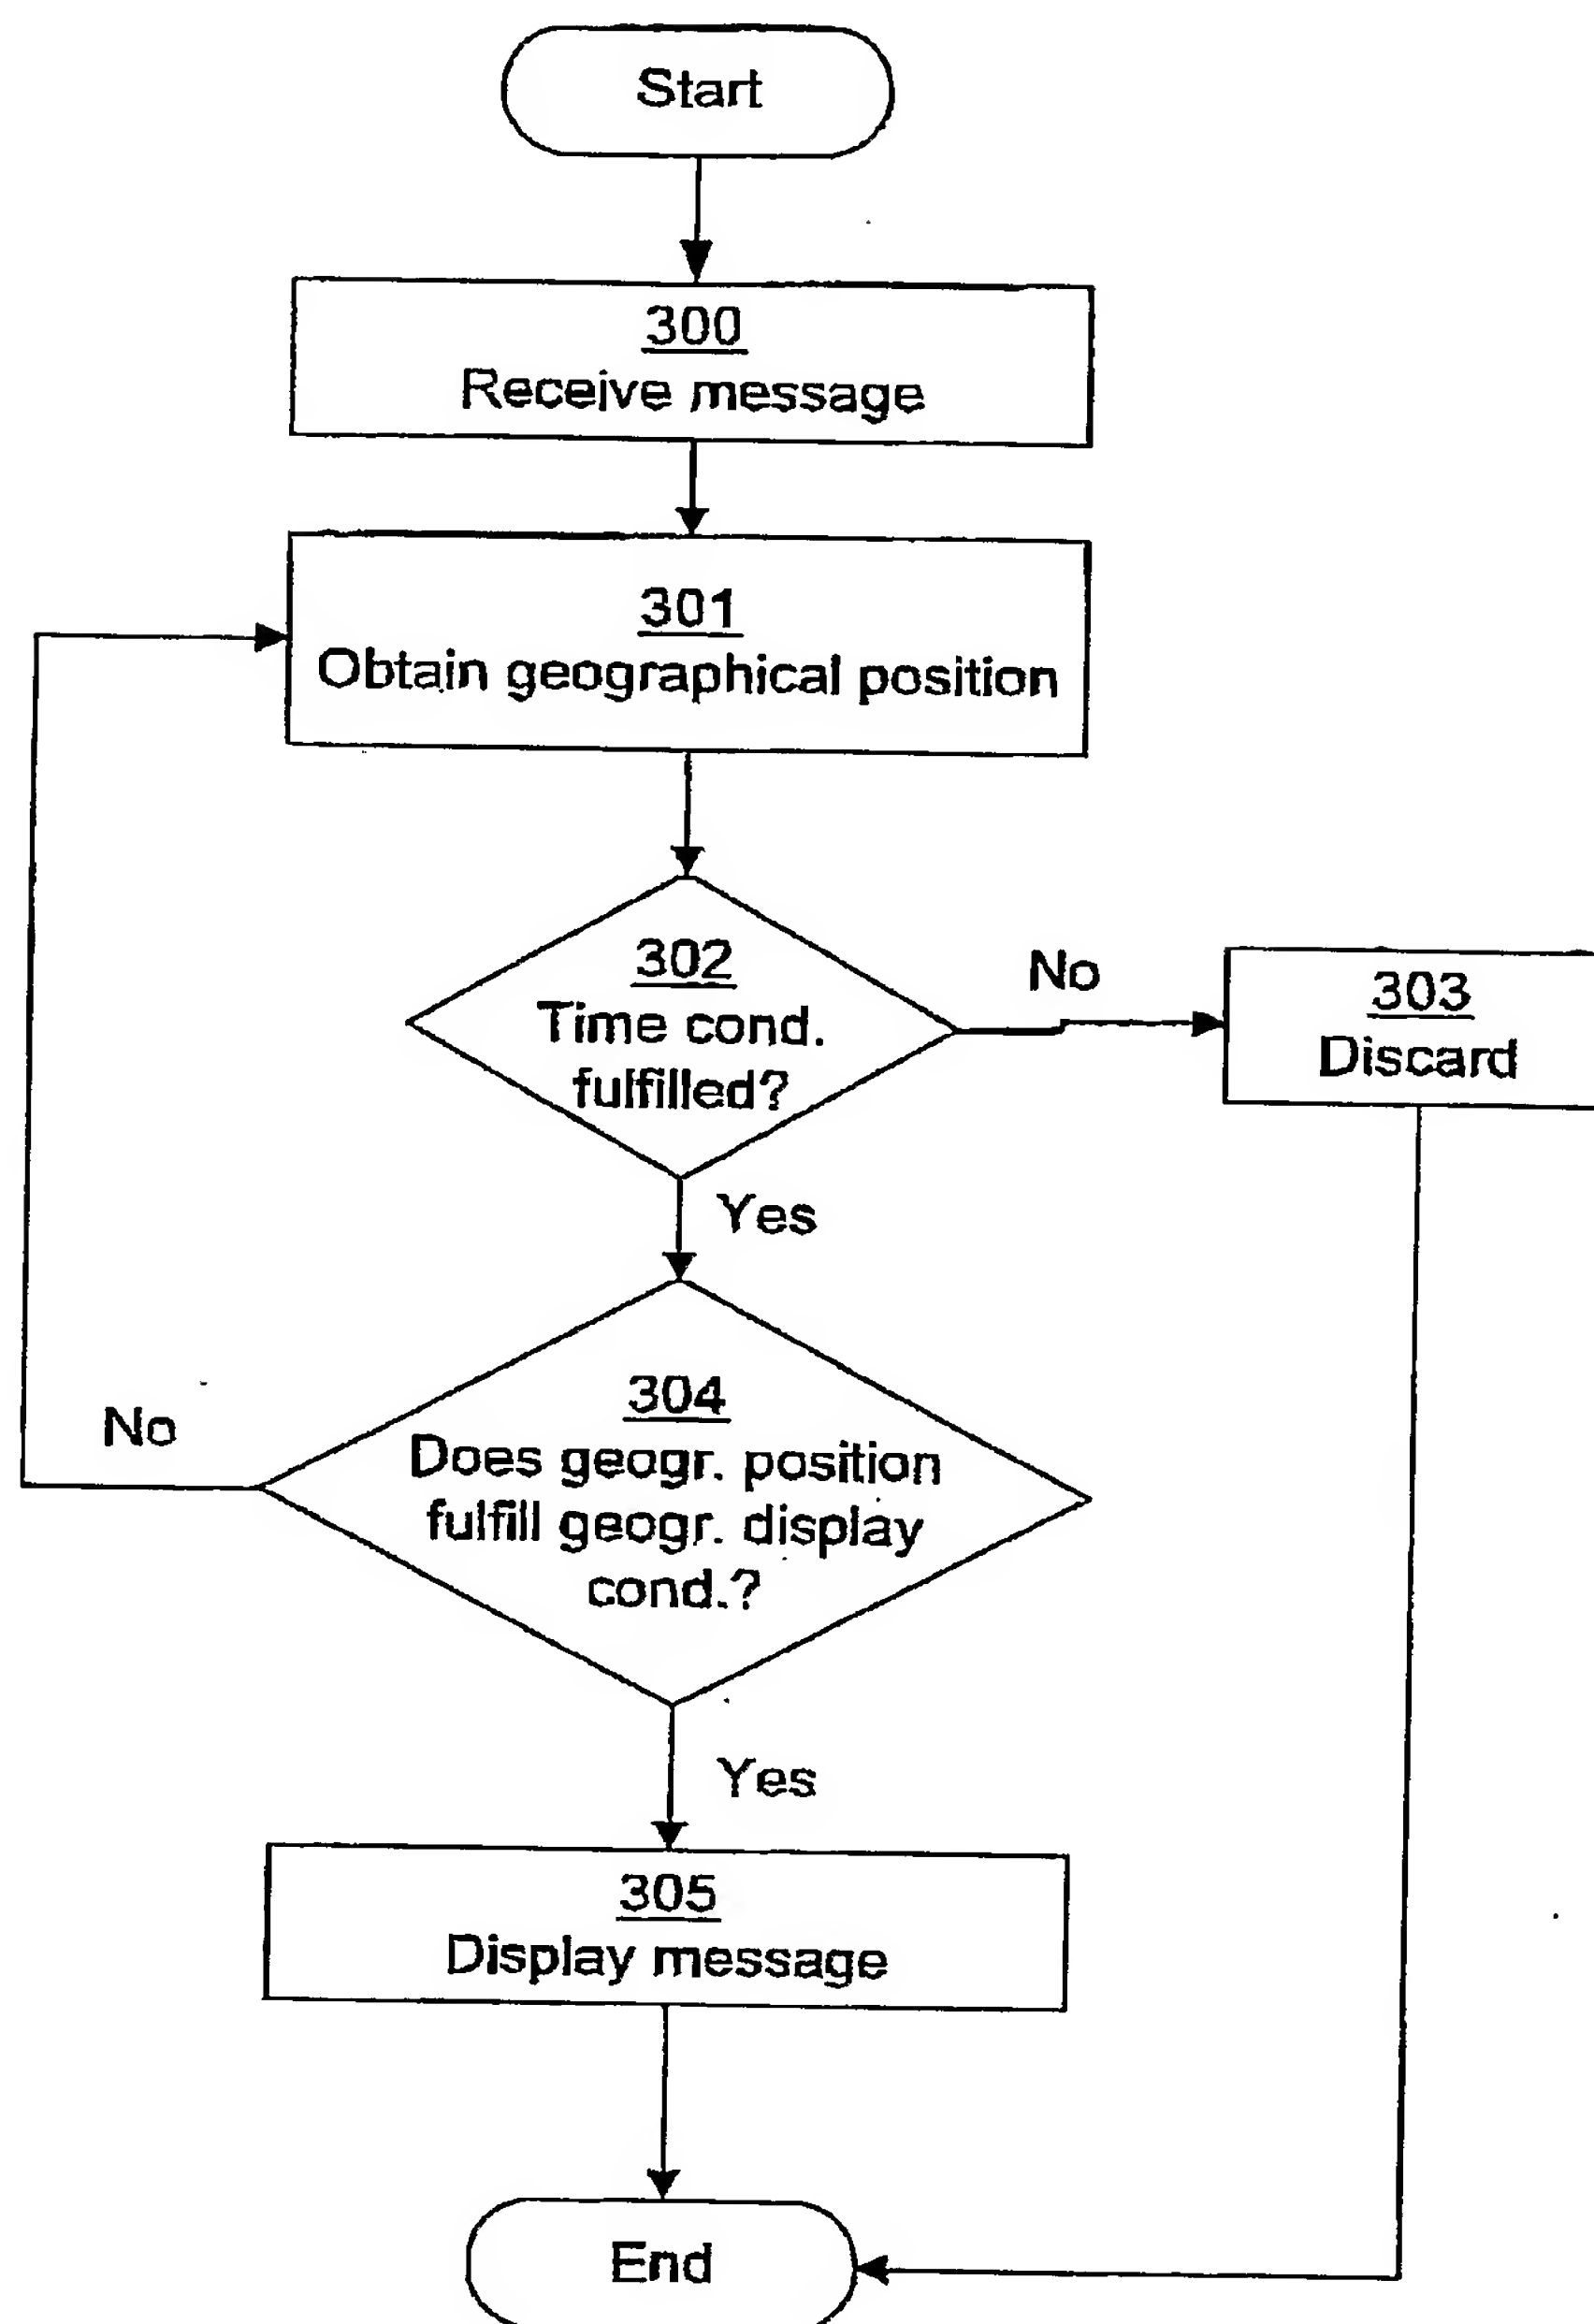 Start
300
Receive message
301
Obtain geographical position
302
Time cond.
fulfilled?
No
303
Discard
Yes
304
Does geogr. position
fulfill geogr. display
cond.?
No
Yes
305
Display message
End